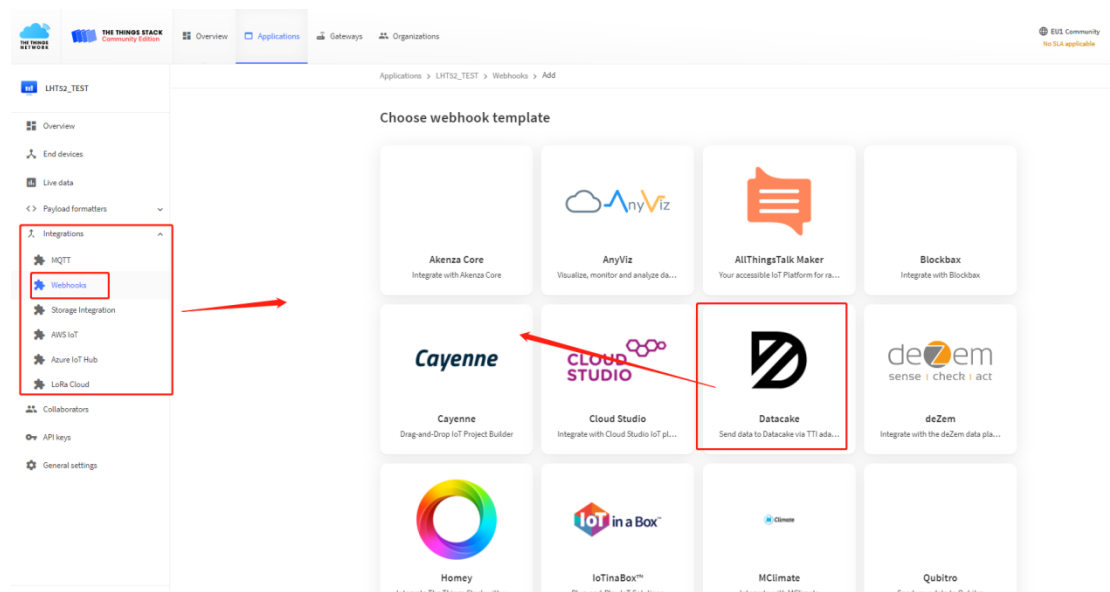 THE THINGS NETWORK
THE THINGS STACK
Community Edition
Overview
Applications
Gateways
Organizations
EU1 Community
No SLA applicable
LHT52_TEST
Applications > LHT52_TEST > Webhooks > Add
Overview
End devices
Live data
<> Payload formatters
Integrations
MQTT
Webhooks
Storage Integration
AWS IoT
Azure IoT Hub
LoRa Cloud
Collaborators
API keys
General settings
Choose webhook template
Akenza Core
Integrate with Akenza Core
AnyViz
AnyViz
Visualize, monitor and analyze da...
AllThingsTalk Maker
Your accessible IoT Platform for ra...
Blockbax
Integrate with Blockbax
Cayenne
Cayenne
Drag-and-Drop IoT Project Builder
CLOUD
STUDIO
Cloud Studio
Integrate with Cloud Studio IoT pl...
Datacake
Send data to Datacake via TTI ada...
deZem
sense | check | act
deZem
Integrate with the deZem data pla...
Homey
IoT in a Box™
IoTinaBox™
MClimate
MClimate
Qubitro